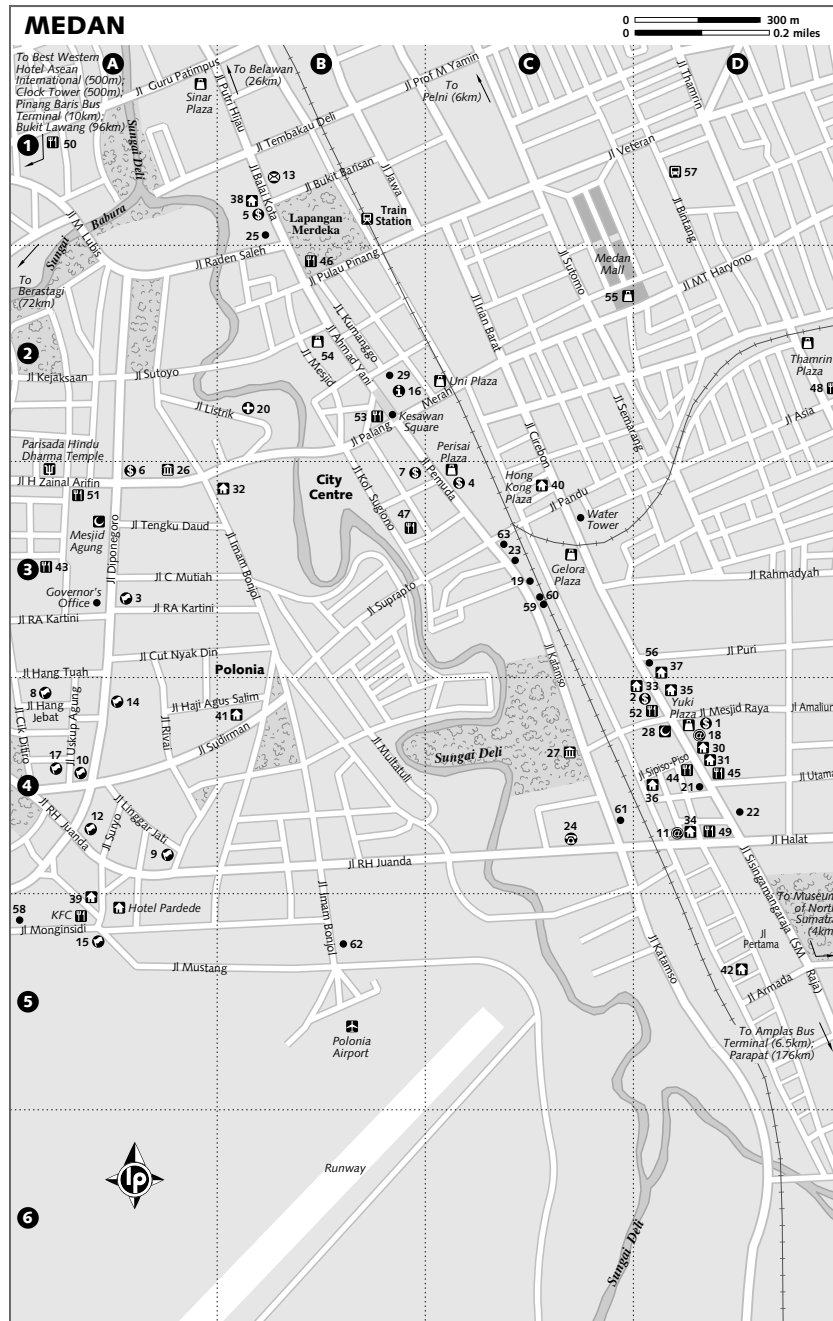 MEDAN
0 300 m
0 0.2 miles
A
B
C
D
To Best Western
Hotel Asean
International (500m);
Clock Tower (500m);
Pinang Baris Bus
Terminal (10km);
Bukit Lawang (96km)
Jl Guru Patimpus
Sinar
Plaza
To Belawan
(26km)
Jl Putri Hijau
Jl Prof M Yamin
To
Pelni (6km)
Jl Thamrin
1
50
Sungai Deli
Jl Tembakau Deli
Jl Veteran
13
Jl Bukit Barisan
Jl Jawa
57
Jl Balai Kota
38
5
25
Lapangan
Merdeka
Train
Station
Jl Bintang
Sungai Babura
Jl M Lubis
Jl Raden Saleh
46
Jl Pulau Pinang
Jl Sutomo
Medan
Mall
Jl MT Haryono
To
Berastagi
(72km)
55
Jl Irian Barat
2
JL Kumanggo
Jl Ahmad Yani
Jl Mesjid
54
29
16
Uni Plaza
Thamrin
Plaza
48
Jl Kejaksaan
Jl Sutoyo
Jl Listrik
20
53
Kesawan
Square
Jl Palang Merah
Jl Semarang
Jl Asia
Parisada Hindu
Dharma Temple
6
26
Jl H Zainal Arifin
51
32
City
Centre
7
Perisai
Plaza
4
Jl Pemuda
Jl Cirebon
Hong
Kong
Plaza
40
Jl Pandu
Water
Tower
Mesjid
Agung
Jl Tengku Daud
Jl Diponegoro
Jl Kol Sugiono
47
63
23
Gelora
Plaza
3
43
Jl C Mutiah
Jl Imam Bonjol
19
60
59
Jl Rahmadyah
Governor's
Office
3
Jl RA Kartini
Jl RA Kartini
Jl Suprapto
Jl Cut Nyak Din
Polonia
Jl Katamso
56
Jl Puri
37
Jl Hang Tuah
8
Jl Hang
Jebat
14
Jl Haji Agus Salim
41
33
2
35
Yuki
Plaza
52
Jl Mesjid Raya
1
Jl Amaliun
28
18
30
31
Jl Cik Ditiro
Jl Uskup Agung
Jl Rivai
Jl Sudirman
Jl Multatuli
Sungai Deli
27
Jl Sipiso-Piso
44
45
Jl Utama
17
10
4
36
21
12
Jl RH Juanda
Jl Suryo
Jl Linggar Jati
9
61
22
24
34
11
49
Jl Halat
Jl RH Juanda
39
Hotel Pardede
58
KFC
Jl Monginsidi
15
Jl Imam Bonjol
62
Jl Mustang
Jl Katamso
Jl Sisingamangaraja (SM Raja)
To Museum
of North
Sumatra
(4km)
Jl
Pertama
42
Jl Armada
5
Polonia
Airport
To Amplas Bus
Terminal (6.5km);
Parapat (176km)
lp
Runway
6
Sungai Deli